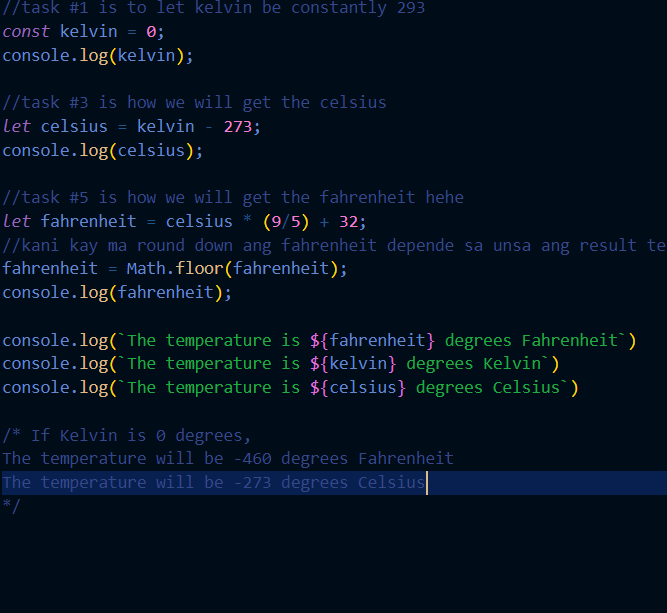 //task #1 is to let kelvin be constantly 293
const kelvin = 0;
console.log(kelvin);
//task #3 is how we will get the celsius
let celsius = kelvin - 273;
console.log(celsius);
//task #5 is how we will get the fahrenheit hehe
let fahrenheit = celsius * (9/5) + 32;
//kani kay ma round down ang fahrenheit depende sa unsa ang result te
fahrenheit = Math.floor(fahrenheit);
console.log(fahrenheit);
console.log(`The temperature is ${fahrenheit} degrees Fahrenheit`)
console.log(`The temperature is ${kelvin} degrees Kelvin`)
console.log(`The temperature is ${celsius} degrees Celsius`)
/* If Kelvin is 0 degrees,
The temperature will be -460 degrees Fahrenheit
The temperature will be -273 degrees Celsius
*/